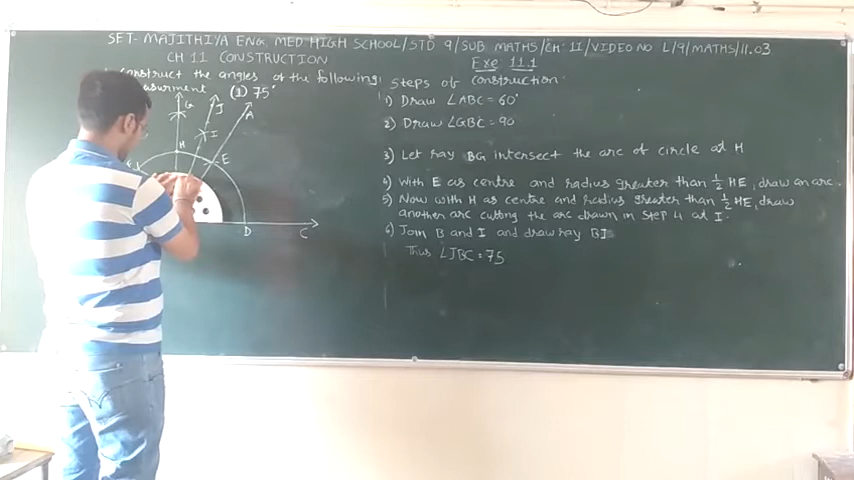 SET- MAJITHIYA ENG MED HIGH SCHOOL/STD 9/SUB MATHS/CH 11/VIDEO NO L/9/MATHS/11.03
CH 11 CONSTRUCTION
Exe 11.1
construct the angles of the following
(1) 75°
G
J
A
I
H
E
D
C
Steps of construction
1) Draw ∠ABC = 60°
2) Draw ∠GBC = 90
3) Let ray BG intersect the arc of circle at H
4) With E as centre and radius greater than 1/2 HE, draw an arc.
5) Now with H as centre and radius greater than 1/2 HE, draw
another arc cutting the arc drawn in step 4 at I.
6) Join B and I and draw ray BJ
Thus ∠JBC = 75